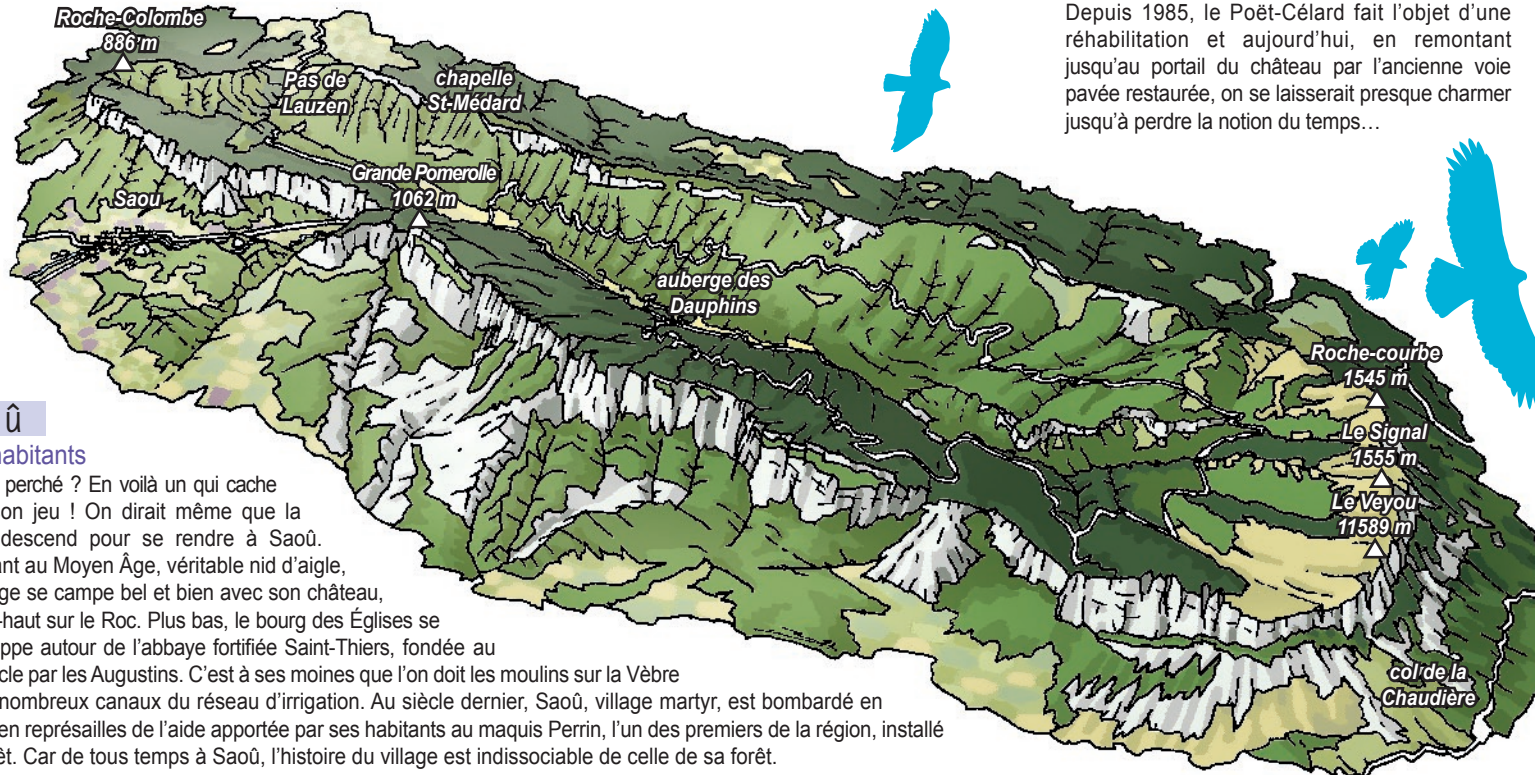 Depuis 1985, le Poët-Célard fait l’objet d’une
réhabilitation et aujourd’hui, en remontant
jusqu’au portail du château par l’ancienne voie
pavée restaurée, on se laisserait presque charmer
jusqu’à perdre la notion du temps…
Roche-Colombe
886 m
Pas de
Lauzen
chapelle
St-Médard
Grande Pomerolle
1062 m
Saou
auberge des
Dauphins
Roche-courbe
1545 m
Le Signal
1555 m
Le Veyou
11589 m
col de la
Chaudière
û
habitants
perché ? En voilà un qui cache
on jeu ! On dirait même que la
descend pour se rendre à Saoû.
ant au Moyen Âge, véritable nid d’aigle,
ge se campe bel et bien avec son château,
-haut sur le Roc. Plus bas, le bourg des Églises se
ppe autour de l’abbaye fortifiée Saint-Thiers, fondée au
cle par les Augustins. C’est à ses moines que l’on doit les moulins sur la Vèbre
nombreux canaux du réseau d’irrigation. Au siècle dernier, Saoû, village martyr, est bombardé en
en représailles de l’aide apportée par ses habitants au maquis Perrin, l’un des premiers de la région, installé
êt. Car de tous temps à Saoû, l’histoire du village est indissociable de celle de sa forêt.